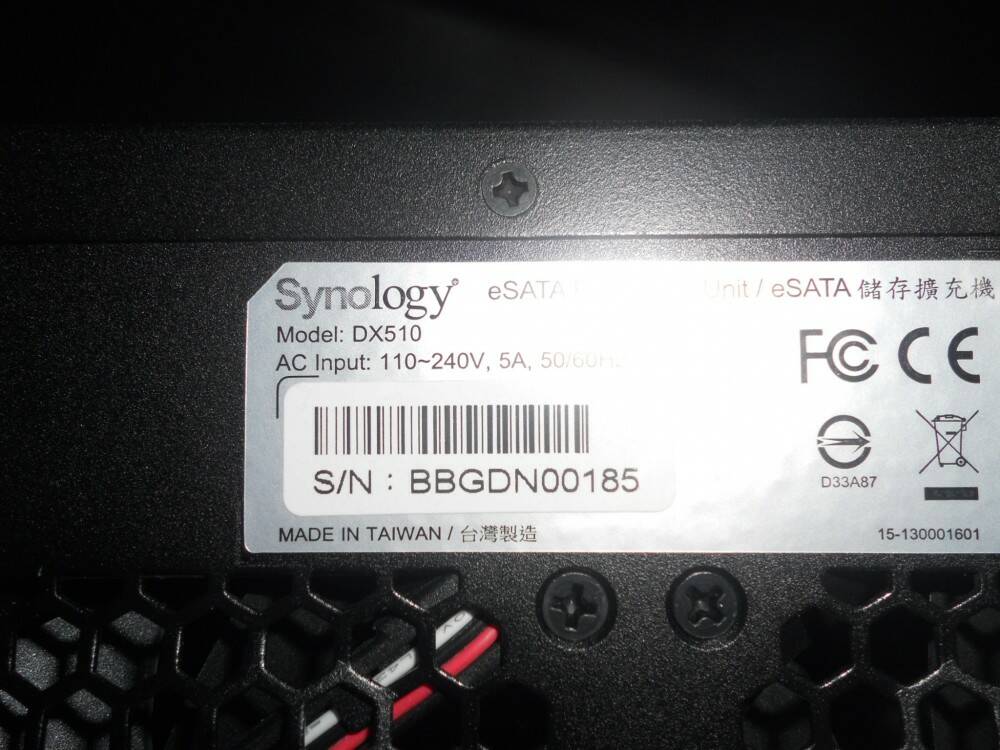 Synology® eSATA Unit / eSATA 儲存擴充機
Model: DX510
AC Input: 110~240V, 5A, 50/60Hz
FC CE
S/N : BBGDN00185
D33A87
MADE IN TAIWAN / 台灣製造
15-130001601